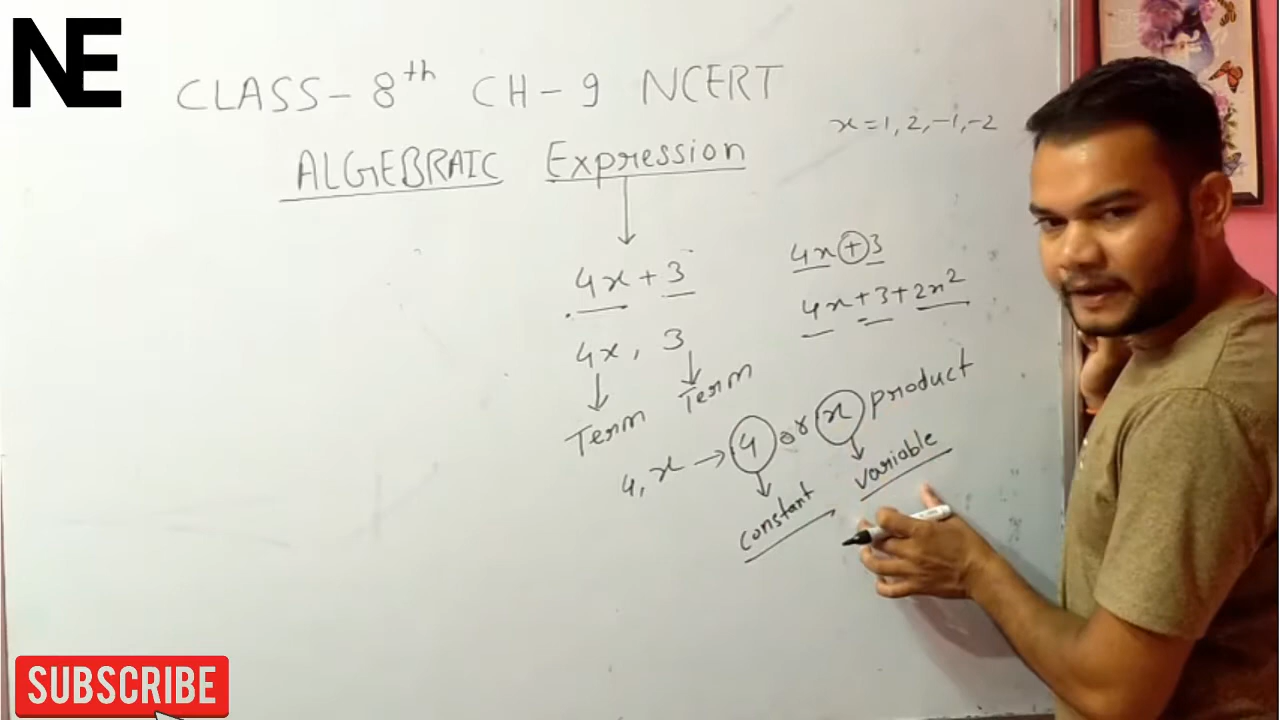 NE
CLASS-8th CH-9 NCERT
ALGEBRAIC Expression
x=1,2,-1,-2
4x+3
4x, 3
Term Term
4x+3
4x+3+2x²
4,x→4 or x product
constant variable
SUBSCRIBE